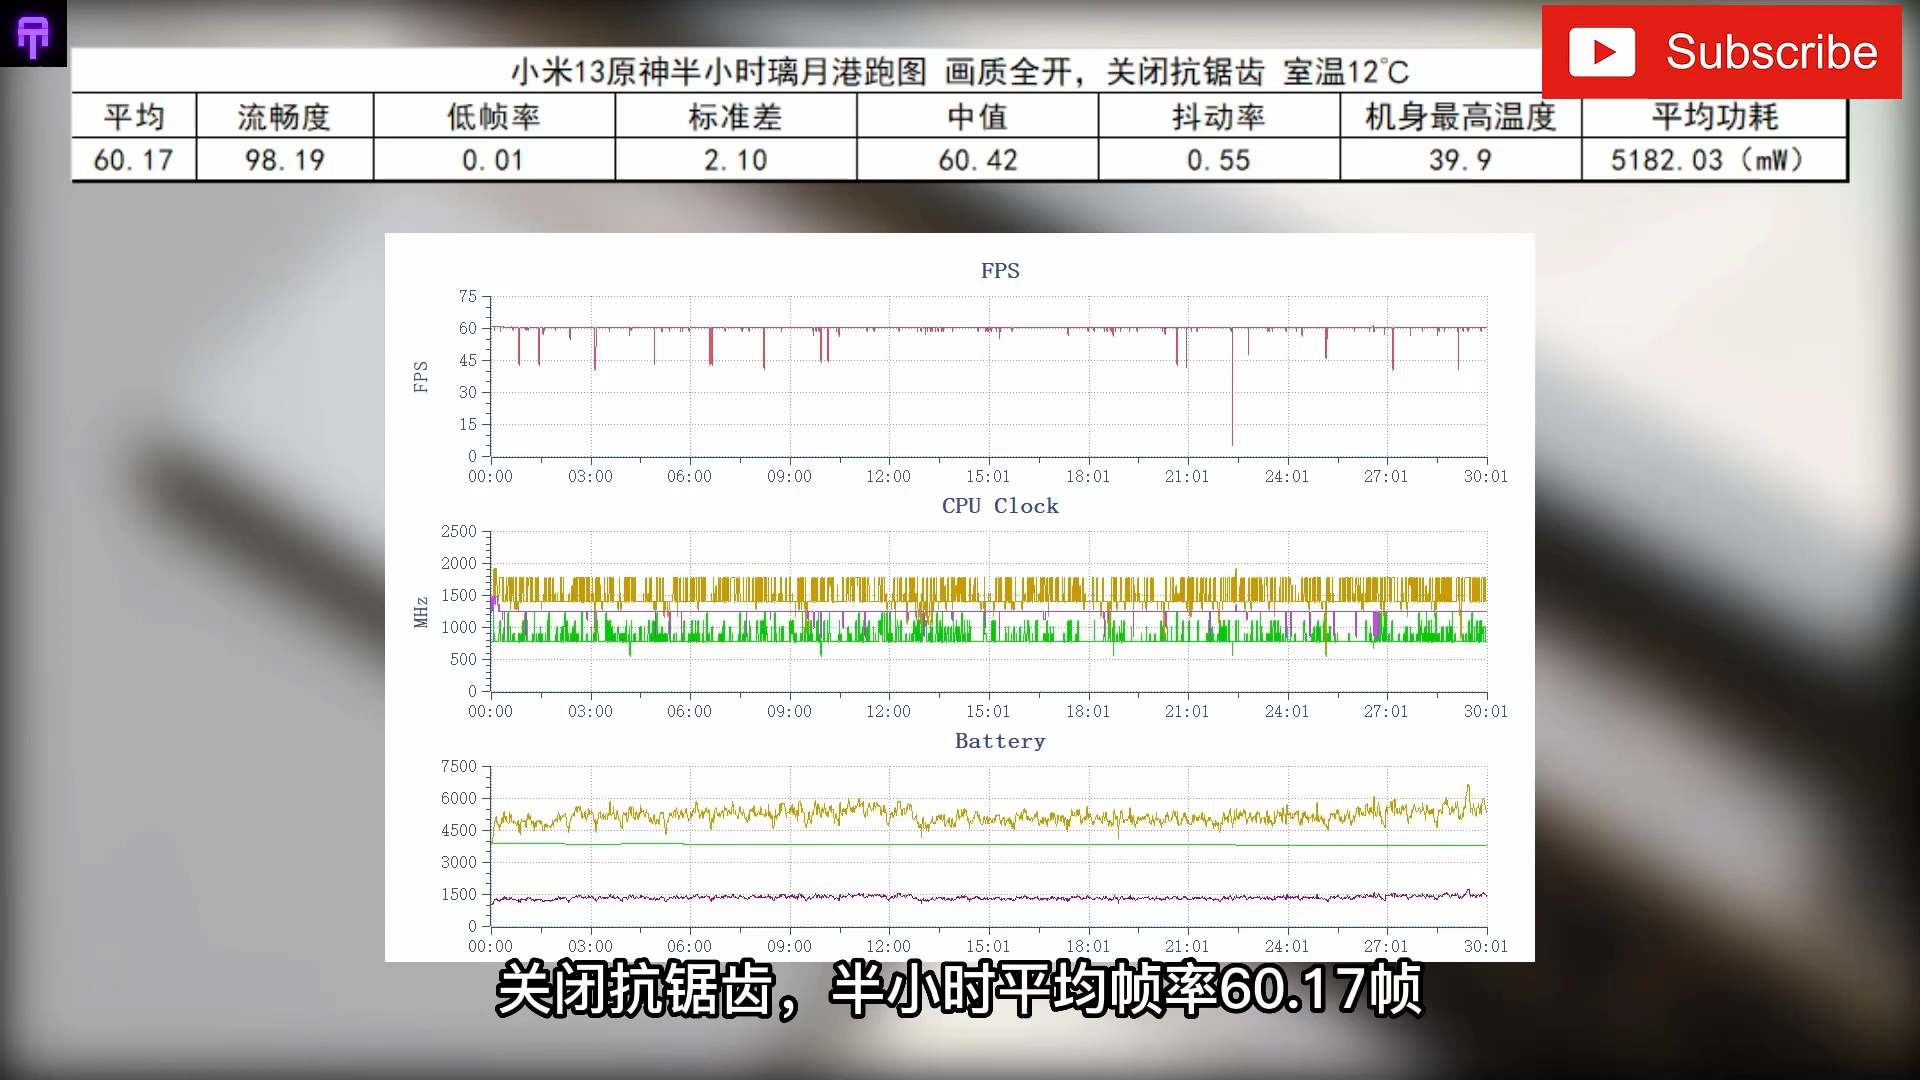 Subscribe
小米13原神半小时璃月港跑图 画质全开，关闭抗锯齿 室温12℃
平均 流畅度 低帧率 标准差 中值 抖动率 机身最高温度 平均功耗
60.17 98.19 0.01 2.10 60.42 0.55 39.9 5182.03（mW）
FPS
75
60
45
30
15
0
FPS
00:00 03:00 06:00 09:00 12:00 15:01 18:01 21:01 24:01 27:01 30:01
CPU Clock
2500
2000
1500
1000
500
0
MHz
00:00 03:00 06:00 09:00 12:00 15:01 18:01 21:01 24:01 27:01 30:01
Battery
7500
6000
4500
3000
1500
0
00:00 03:00 06:00 09:00 12:00 15:01 18:01 21:01 24:01 27:01 30:01
关闭抗锯齿，半小时平均帧率60.17帧